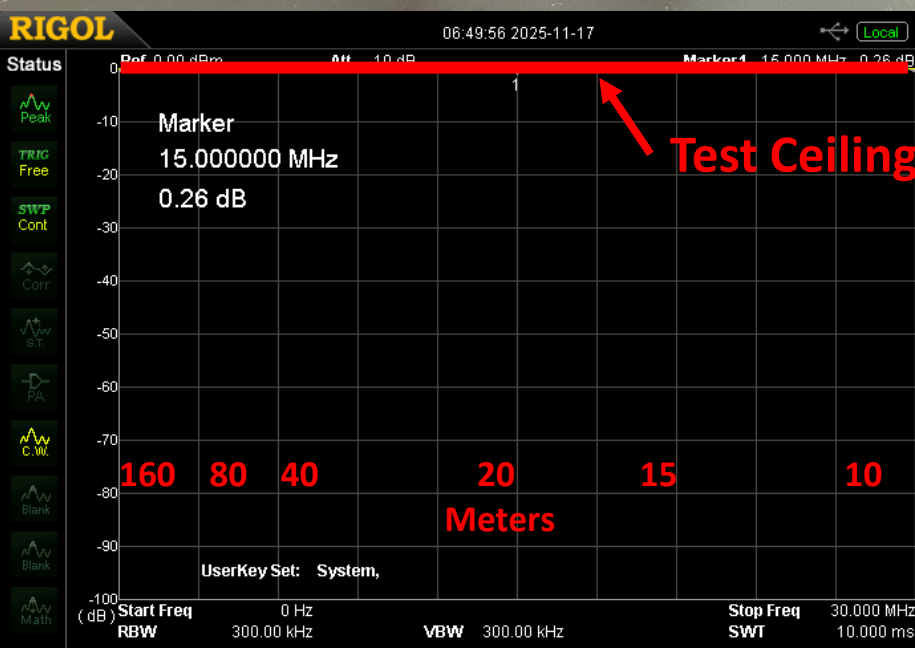 RIGOL 06:49:56 2025-11-17 Local
Status
Ref 0.00 dBm Att 10 dB Marker1 15.000 MHz 0.26 dB
0
1
Peak
-10
Marker
TRIG
Free
15.000000 MHz
Test Ceiling
-20
0.26 dB
SWP
Cont
-30
Corr
-40
S.T.
-50
PA
-60
C.W.
-70
160 80 40 20 15 10
Blank
-80
Meters
Blank
-90
UserKey Set: System,
Math
-100
(dB) Start Freq 0 Hz Stop Freq 30.000 MHz
RBW 300.00 kHz VBW 300.00 kHz SWT 10.000 ms